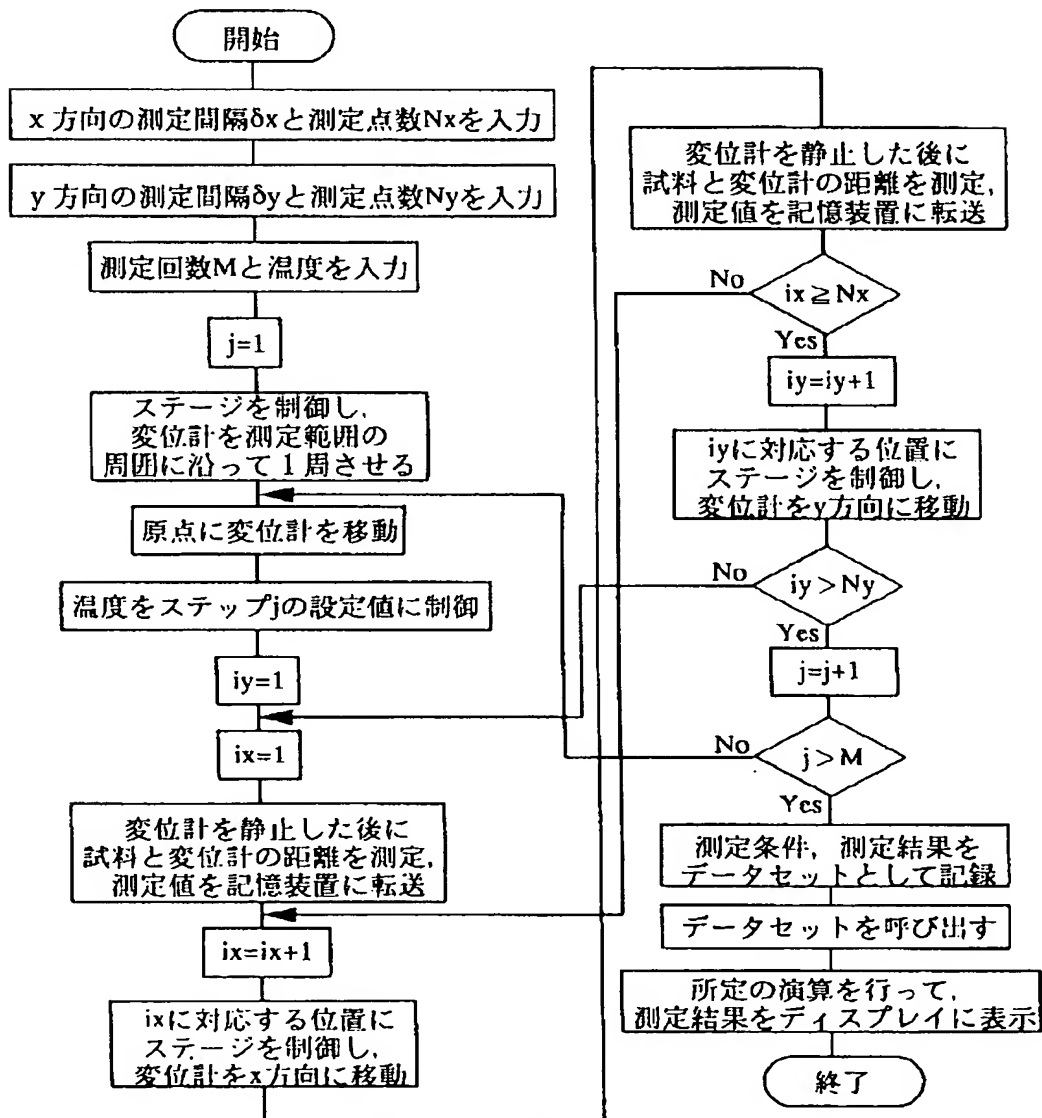 開始
x方向の測定間隔δxと測定点数Nxを入力
y方向の測定間隔δyと測定点数Nyを入力
測定回数Mと温度を入力
j=1
ステージを制御し,
変位計を測定範囲の
周囲に沿って1周させる
原点に変位計を移動
温度をステップjの設定値に制御
iy=1
ix=1
変位計を静止した後に
試料と変位計の距離を測定,
測定値を記憶装置に転送
ix=ix+1
ixに対応する位置に
ステージを制御し,
変位計をx方向に移動
変位計を静止した後に
試料と変位計の距離を測定,
測定値を記憶装置に転送
No
ix≧Nx
Yes
iy=iy+1
iyに対応する位置に
ステージを制御し,
変位計をy方向に移動
No
iy>Ny
Yes
j=j+1
No
j>M
Yes
測定条件, 測定結果を
データセットとして記録
データセットを呼び出す
所定の演算を行って,
測定結果をディスプレイに表示
終了